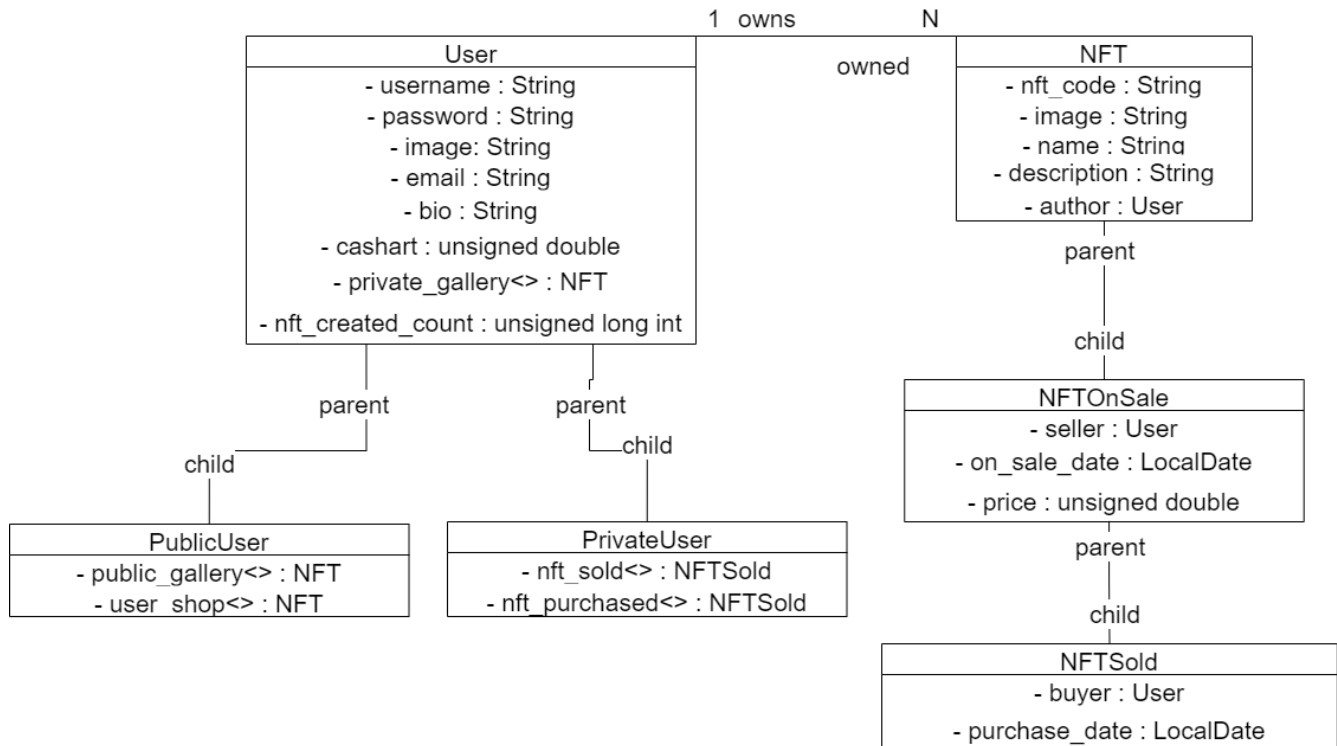 1 owns N
owned
User
- username : String
- password : String
- image: String
- email : String
- bio : String
- cashart : unsigned double
- private_gallery<> : NFT
- nft_created_count : unsigned long int
NFT
- nft_code : String
- image : String
- name : String
- description : String
- author : User
parent
child
parent
child
parent
child
NFTOnSale
- seller : User
- on_sale_date : LocalDate
- price : unsigned double
PublicUser
- public_gallery<> : NFT
- user_shop<> : NFT
PrivateUser
- nft_sold<> : NFTSold
- nft_purchased<> : NFTSold
parent
child
NFTSold
- buyer : User
- purchase_date : LocalDate